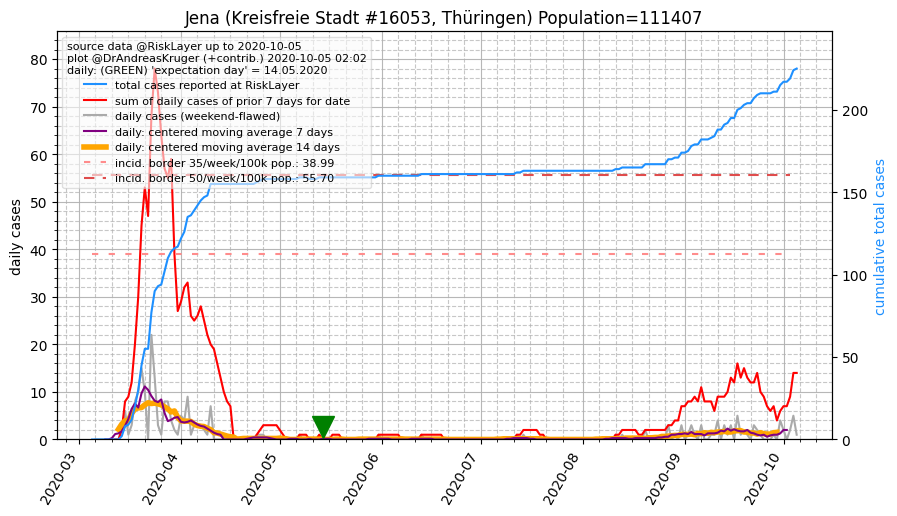 Jena (Kreisfreie Stadt #16053, Thüringen) Population=111407
source data @RiskLayer up to 2020-10-05
plot @DrAndreasKruger (+contrib.) 2020-10-05 02:02
daily: (GREEN) 'expectation day' = 14.05.2020
total cases reported at RiskLayer
sum of daily cases of prior 7 days for date
daily cases (weekend-flawed)
daily: centered moving average 7 days
daily: centered moving average 14 days
incid. border 35/week/100k pop.: 38.99
incid. border 50/week/100k pop.: 55.70
daily cases
80
70
60
50
40
30
20
10
0
cumulative total cases
200
150
100
50
0
2020-03
2020-04
2020-05
2020-06
2020-07
2020-08
2020-09
2020-10